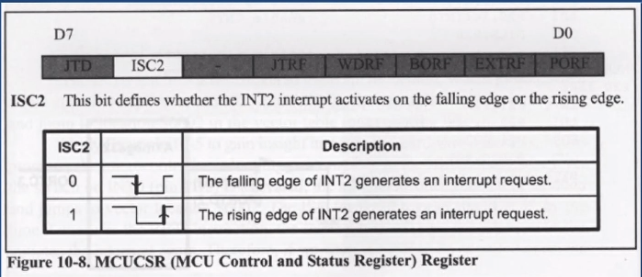 D7 D0
JTD ISC2 - JTRF WDRF BORF EXTRF PORF
ISC2 This bit defines whether the INT2 interrupt activates on the falling edge or the rising edge.
ISC2 Description
0 The falling edge of INT2 generates an interrupt request.
1 The rising edge of INT2 generates an interrupt request.
Figure 10-8. MCUCSR (MCU Control and Status Register) Register